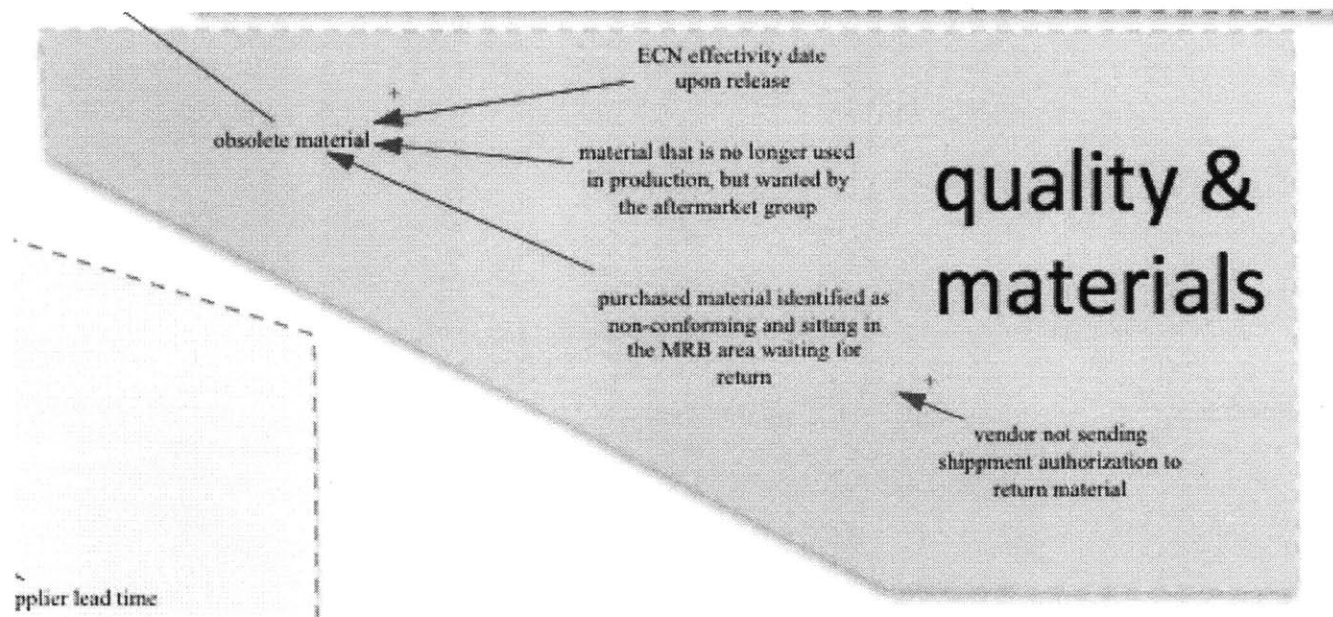 ECN effectivity date
upon release
+
obsolete material
material that is no longer used
in production, but wanted by
the aftermarket group
quality &
materials
purchased material identified as
non-conforming and sitting in
the MRB area waiting for
return
+
vendor not sending
shippment authorization to
return material
pplier lead time